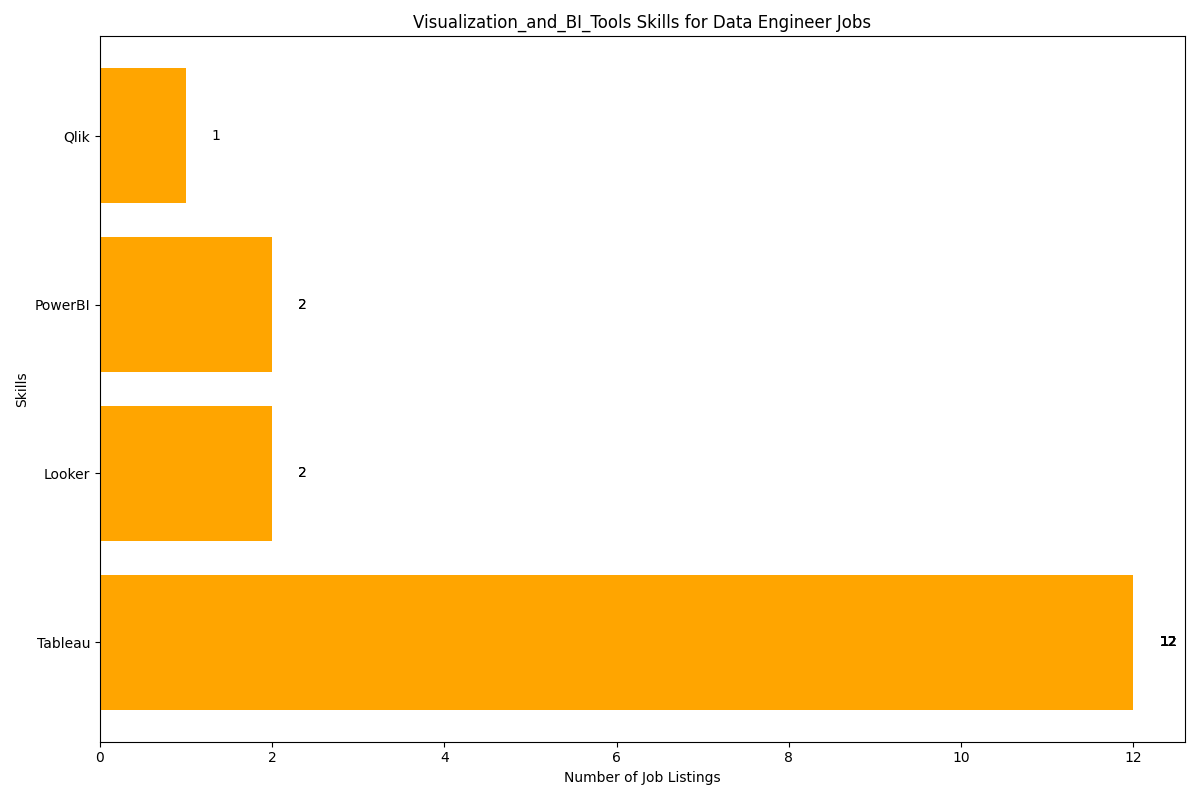 Visualization_and_BI_Tools Skills for Data Engineer Jobs
Qlik
1
PowerBI
2
Looker
2
Tableau
12
Skills
0 2 4 6 8 10 12
Number of Job Listings